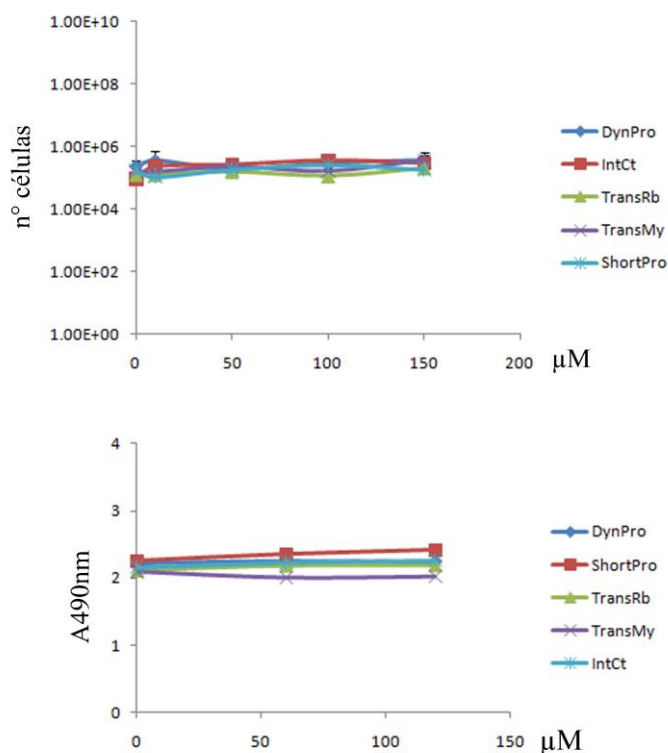 1.00E+10
1.00E+08
1.00E+06
1.00E+04
1.00E+02
1.00E+00
n° células
0 50 100 150 200
µM
DynPro
IntCt
TransRb
TransMy
ShortPro
4
3
2
1
0
A490nm
0 50 100 150
µM
DynPro
ShortPro
TransRb
TransMy
IntCt